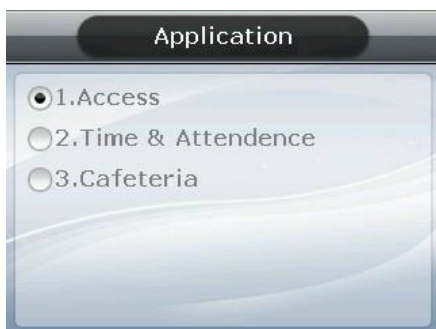 Application
1.Access
2.Time & Attendence
3.Cafeteria